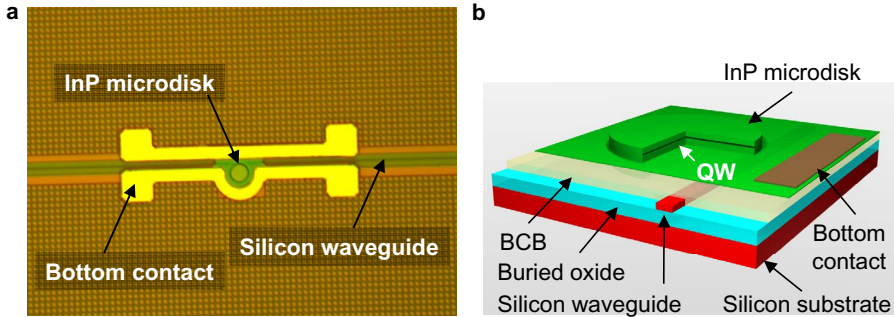 a
InP microdisk
Silicon waveguide
Bottom contact
b
InP microdisk
QW
BCB
Buried oxide
Silicon waveguide
Bottom
contact
Silicon substrate